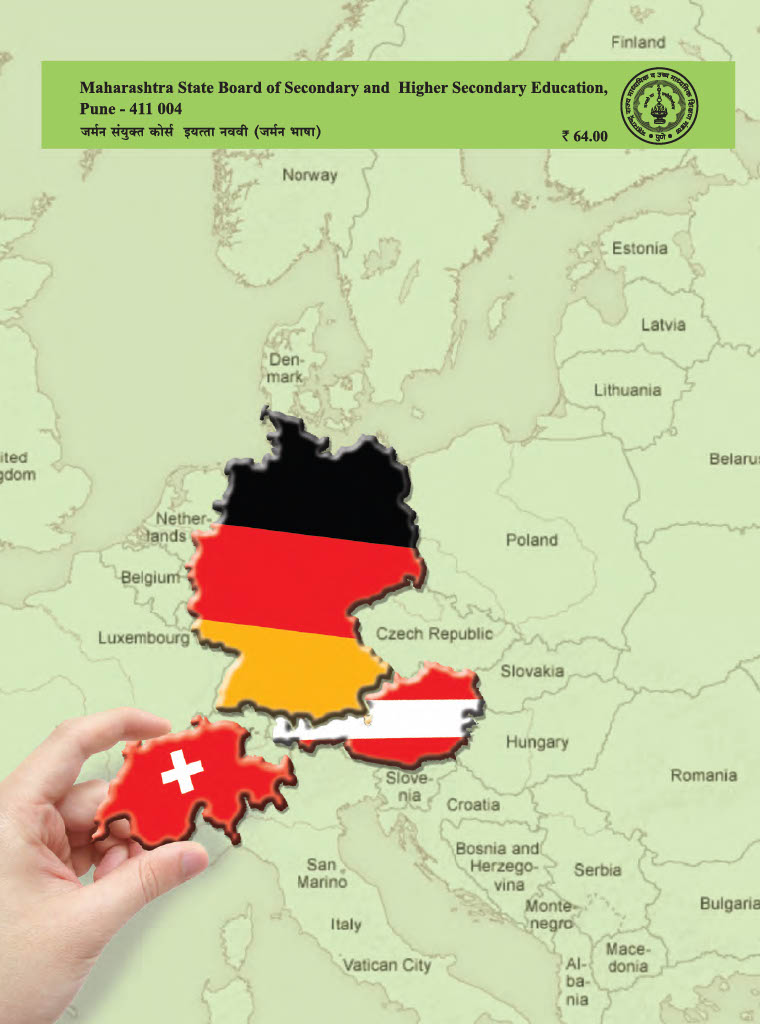 Finland
Maharashtra State Board of Secondary and Higher Secondary Education,
Pune - 411 004
जर्मन संयुक्त कोर्स इयत्ता नववी (जर्मन भाषा)
₹ 64.00
Norway
Estonia
Latvia
Den-
mark
Lithuania
ited
gdom
Belarus
Nether-
lands
Poland
Belgium
Luxembourg
Czech Republic
Slovakia
Hungary
Romania
Slove-
nia
Croatia
Bosnia and
Herzego-
vina
Serbia
San
Marino
Monte-
negro
Bulgaria
Italy
Mace-
donia
Vatican City
Al-
ba-
nia